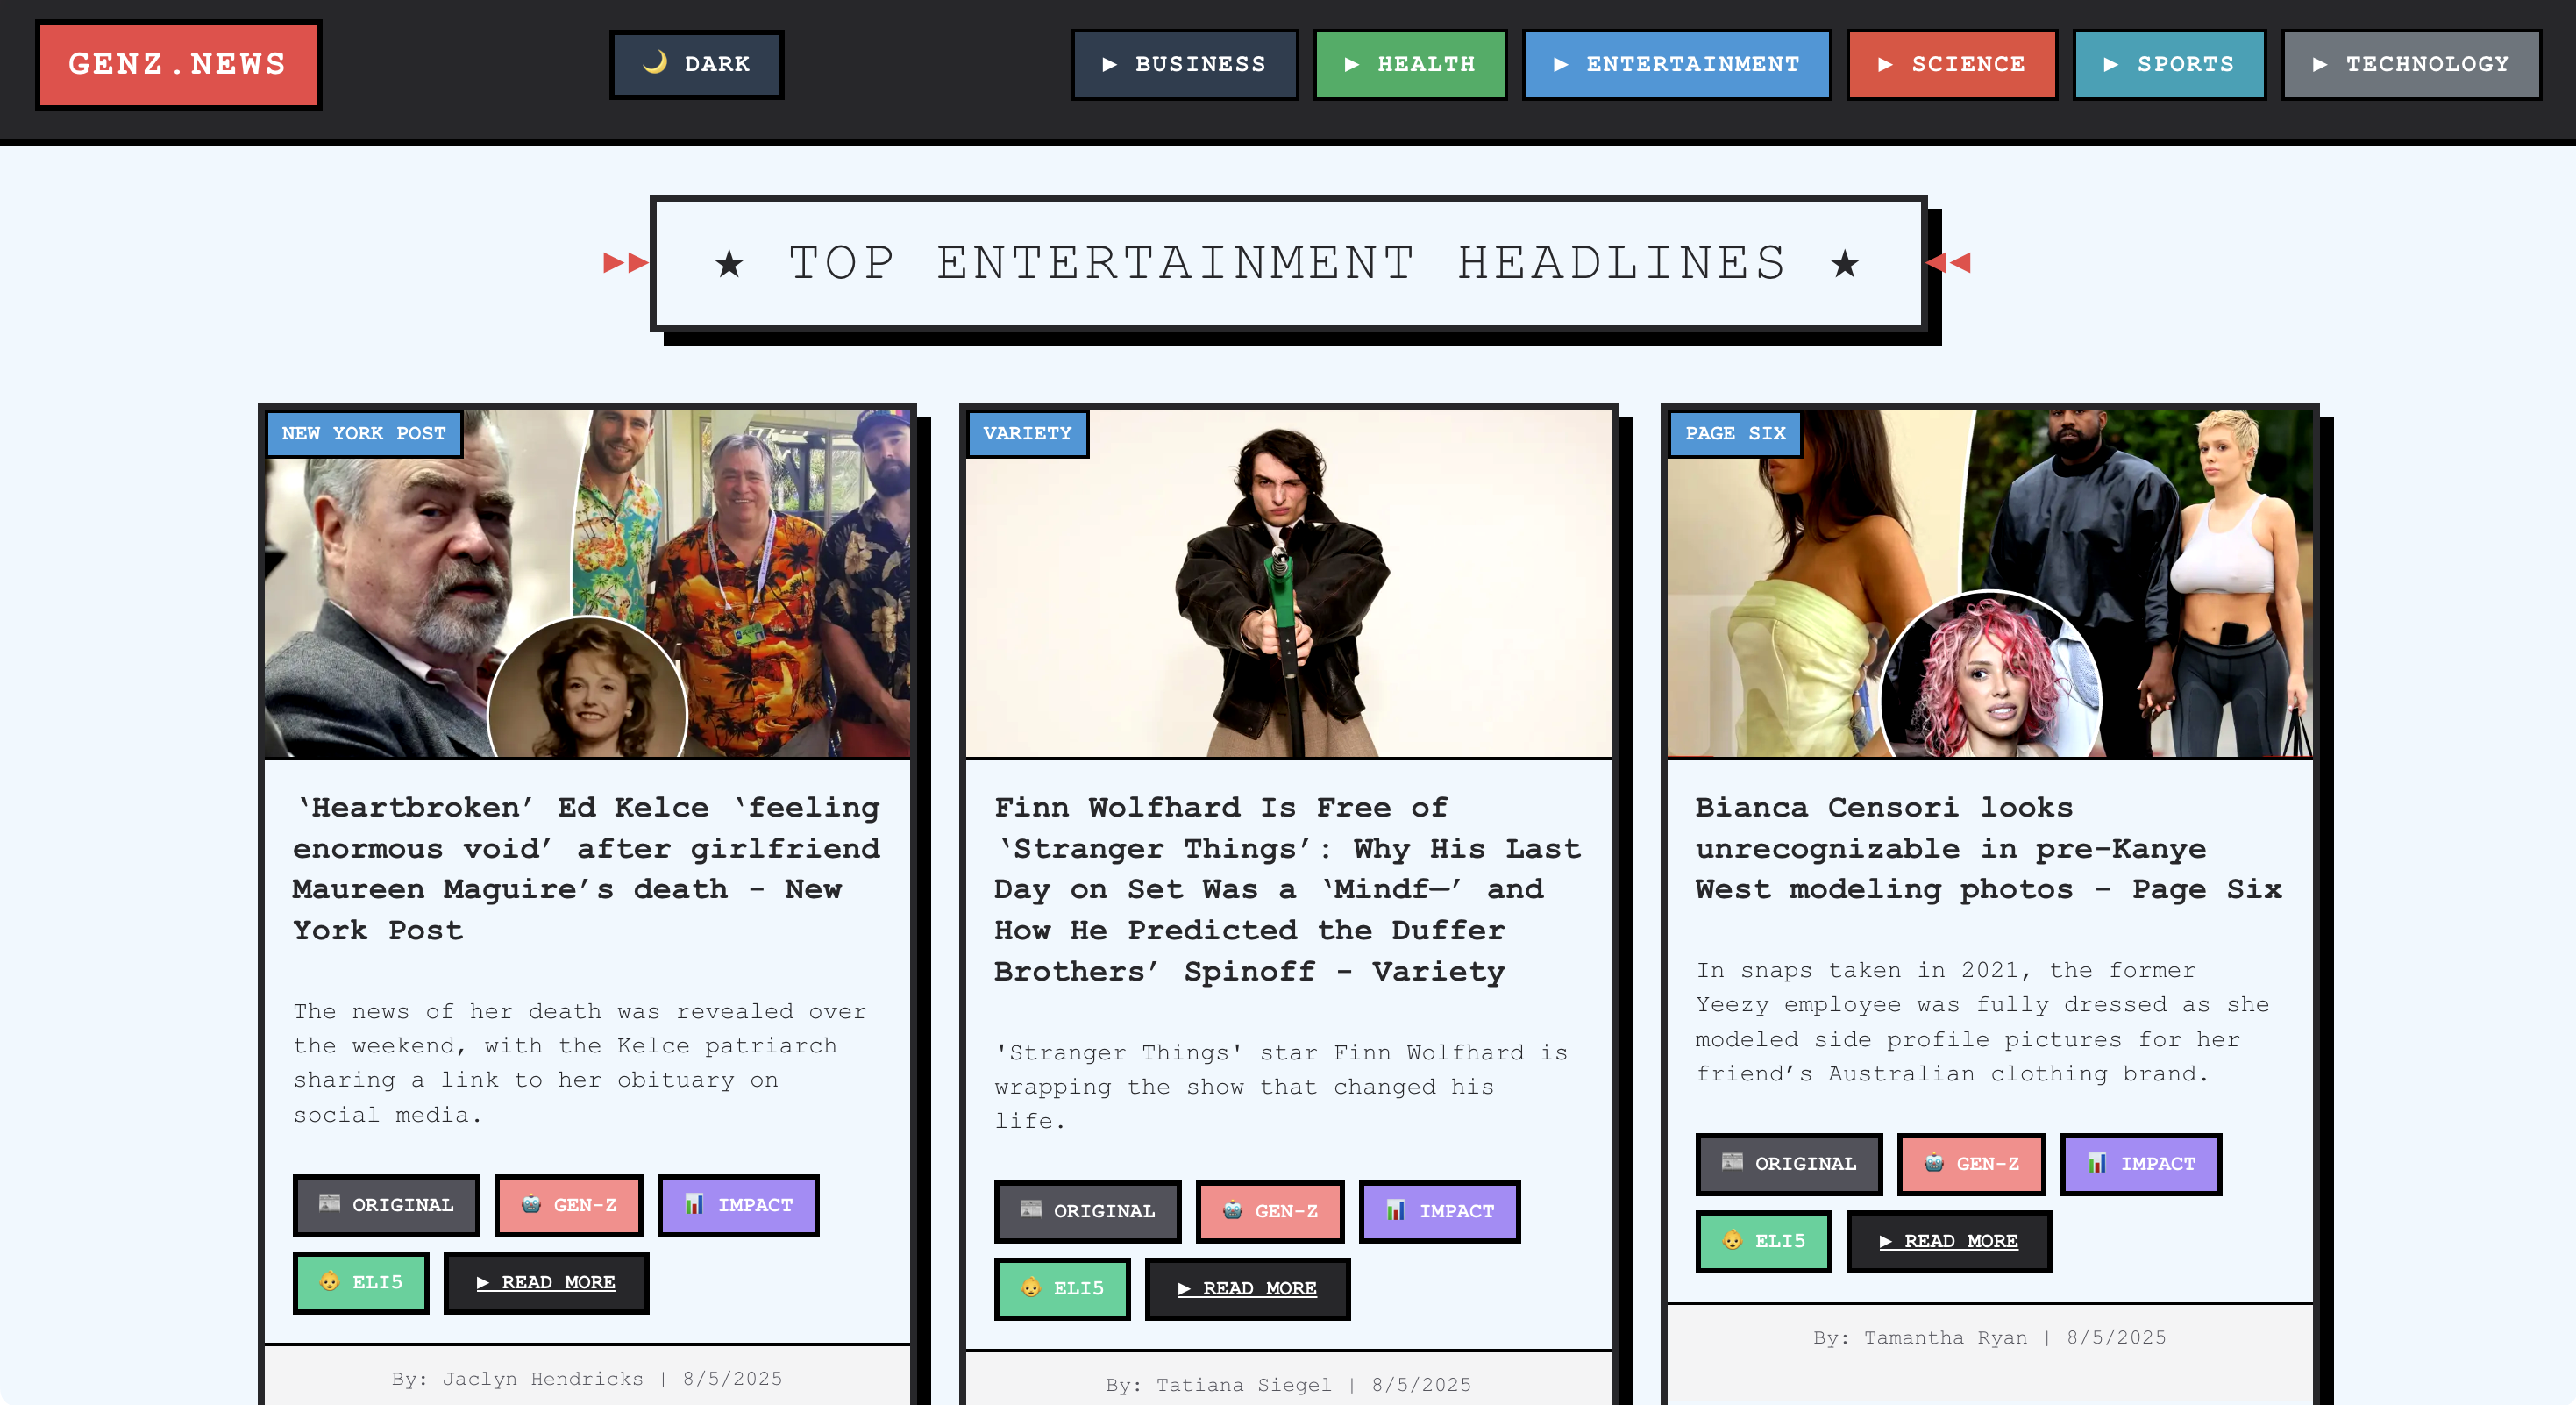 GENZ.NEWS
🌙 DARK
▶ BUSINESS
▶ HEALTH
▶ ENTERTAINMENT
▶ SCIENCE
▶ SPORTS
▶ TECHNOLOGY
▶▶ ★ TOP ENTERTAINMENT HEADLINES ★ ◀◀
NEW YORK POST
‘Heartbroken’ Ed Kelce ‘feeling
enormous void’ after girlfriend
Maureen Maguire’s death - New
York Post
The news of her death was revealed over
the weekend, with the Kelce patriarch
sharing a link to her obituary on
social media.
📰 ORIGINAL
🤖 GEN-Z
📊 IMPACT
👶 ELI5
▶ READ MORE
By: Jaclyn Hendricks | 8/5/2025
VARIETY
Finn Wolfhard Is Free of
‘Stranger Things’: Why His Last
Day on Set Was a ‘Mindf—’ and
How He Predicted the Duffer
Brothers’ Spinoff - Variety
'Stranger Things' star Finn Wolfhard is
wrapping the show that changed his
life.
📰 ORIGINAL
🤖 GEN-Z
📊 IMPACT
👶 ELI5
▶ READ MORE
By: Tatiana Siegel | 8/5/2025
PAGE SIX
Bianca Censori looks
unrecognizable in pre-Kanye
West modeling photos - Page Six
In snaps taken in 2021, the former
Yeezy employee was fully dressed as she
modeled side profile pictures for her
friend’s Australian clothing brand.
📰 ORIGINAL
🤖 GEN-Z
📊 IMPACT
👶 ELI5
▶ READ MORE
By: Tamantha Ryan | 8/5/2025